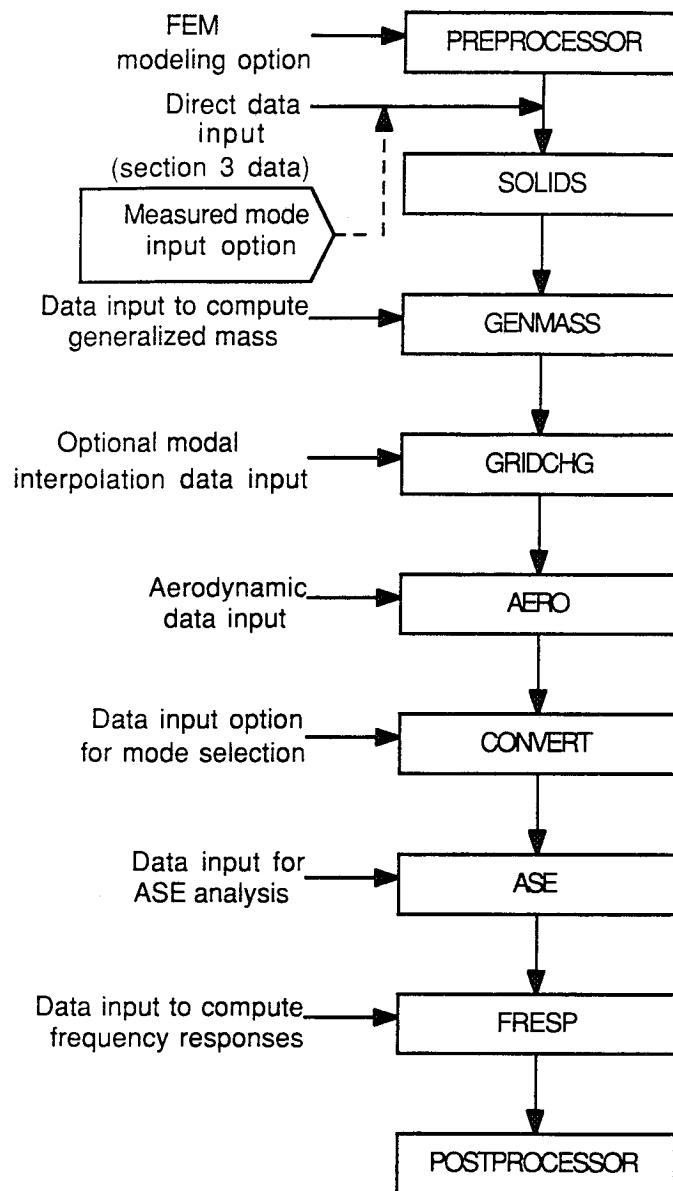 FEM
modeling option
PREPROCESSOR
Direct data
input
(section 3 data)
SOLIDS
Measured mode
input option
Data input to compute
generalized mass
GENMASS
Optional modal
interpolation data input
GRIDCHG
Aerodynamic
data input
AERO
Data input option
for mode selection
CONVERT
Data input for
ASE analysis
ASE
Data input to compute
frequency responses
FRESP
POSTPROCESSOR